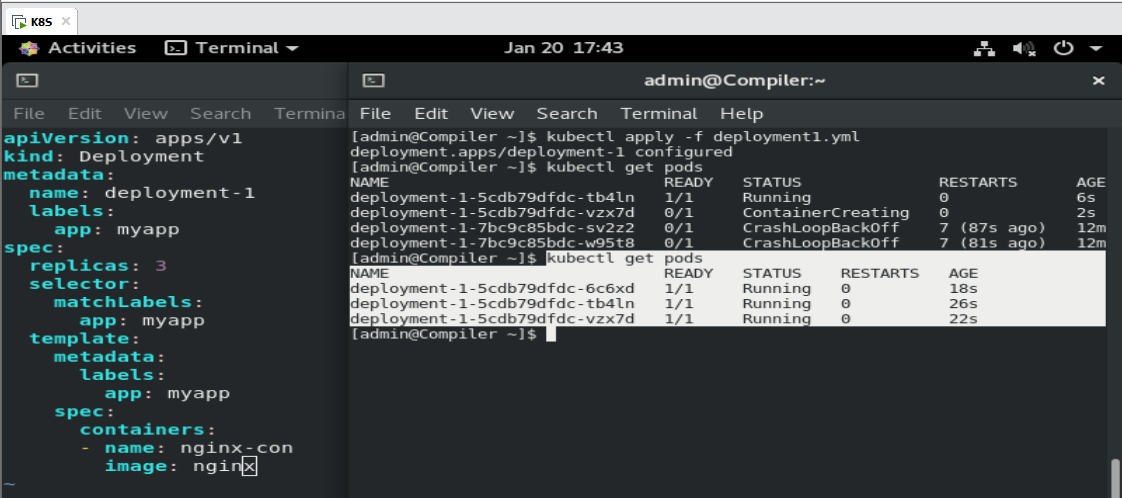 K8S ×
Activities Terminal Jan 20 17:43
File Edit View Search Termina
apiVersion: apps/v1
kind: Deployment
metadata:
  name: deployment-1
  labels:
    app: myapp
spec:
  replicas: 3
  selector:
    matchLabels:
      app: myapp
  template:
    metadata:
      labels:
        app: myapp
    spec:
      containers:
      - name: nginx-con
        image: nginx
~
admin@Compiler:~ ×
File Edit View Search Terminal Help
[admin@Compiler ~]$ kubectl apply -f deployment1.yml
deployment.apps/deployment-1 configured
[admin@Compiler ~]$ kubectl get pods
NAME READY STATUS RESTARTS AGE
deployment-1-5cdb79dfdc-tb4ln 1/1 Running 0 6s
deployment-1-5cdb79dfdc-vzx7d 0/1 ContainerCreating 0 2s
deployment-1-7bc9c85bdc-sv2z2 0/1 CrashLoopBackOff 7 (87s ago) 12m
deployment-1-7bc9c85bdc-w95t8 0/1 CrashLoopBackOff 7 (81s ago) 12m
[admin@Compiler ~]$ kubectl get pods
NAME READY STATUS RESTARTS AGE
deployment-1-5cdb79dfdc-6c6xd 1/1 Running 0 18s
deployment-1-5cdb79dfdc-tb4ln 1/1 Running 0 26s
deployment-1-5cdb79dfdc-vzx7d 1/1 Running 0 22s
[admin@Compiler ~]$